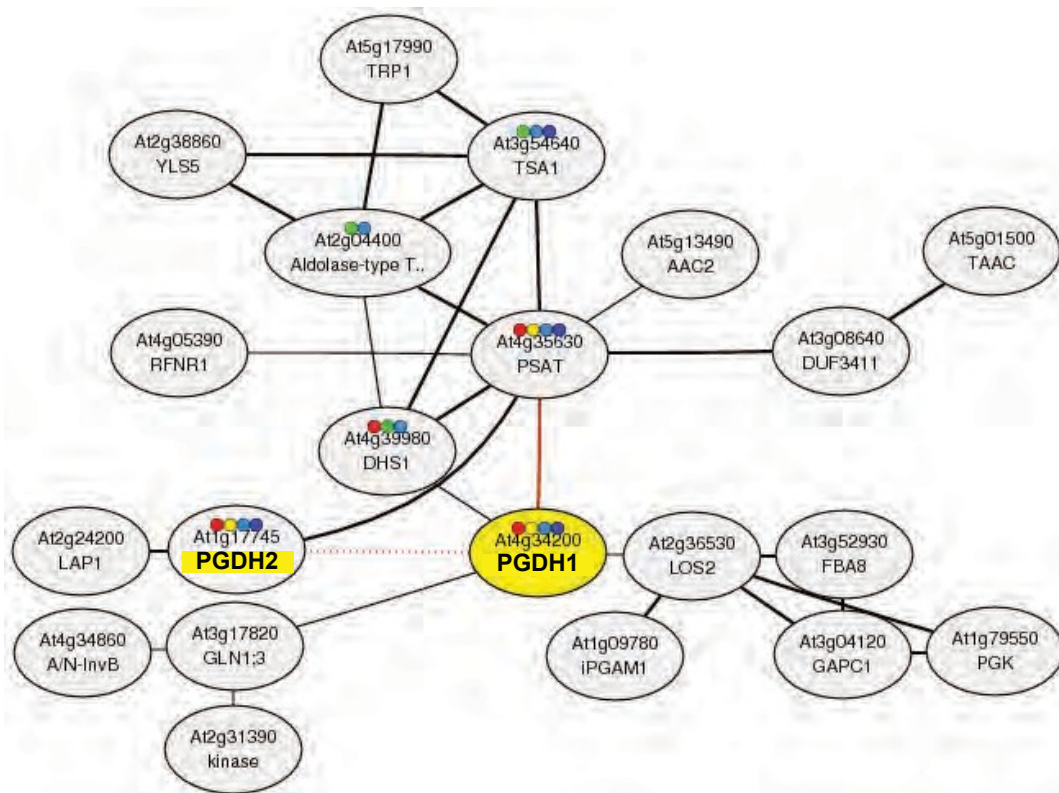 At5g17990
TRP1
At2g38860
YLS5
At3g54640
TSA1
At2g04400
Aldolase-type T..
At5g13490
AAC2
At5g01500
TAAC
At4g05390
RFNR1
At4g35630
PSAT
At3g08640
DUF3411
At4g39980
DHS1
At2g24200
LAP1
At1g17745
PGDH2
At4g34200
PGDH1
At2g36530
LOS2
At3g52930
FBA8
At4g34860
A/N-InvB
At3g17820
GLN1;3
At1g09780
iPGAM1
At3g04120
GAPC1
At1g79550
PGK
At2g31390
kinase